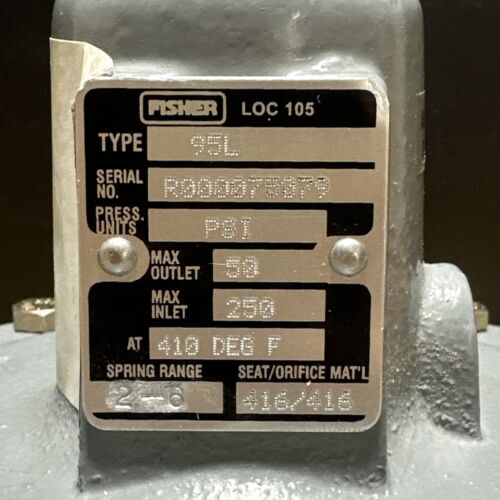 FISHER LOC 105
TYPE 95L
SERIAL NO. R000075079
PRESS. UNITS PSI
MAX OUTLET 50
MAX INLET 250
AT 410 DEG F
SPRING RANGE SEAT/ORIFICE MAT'L
2-6 416/416